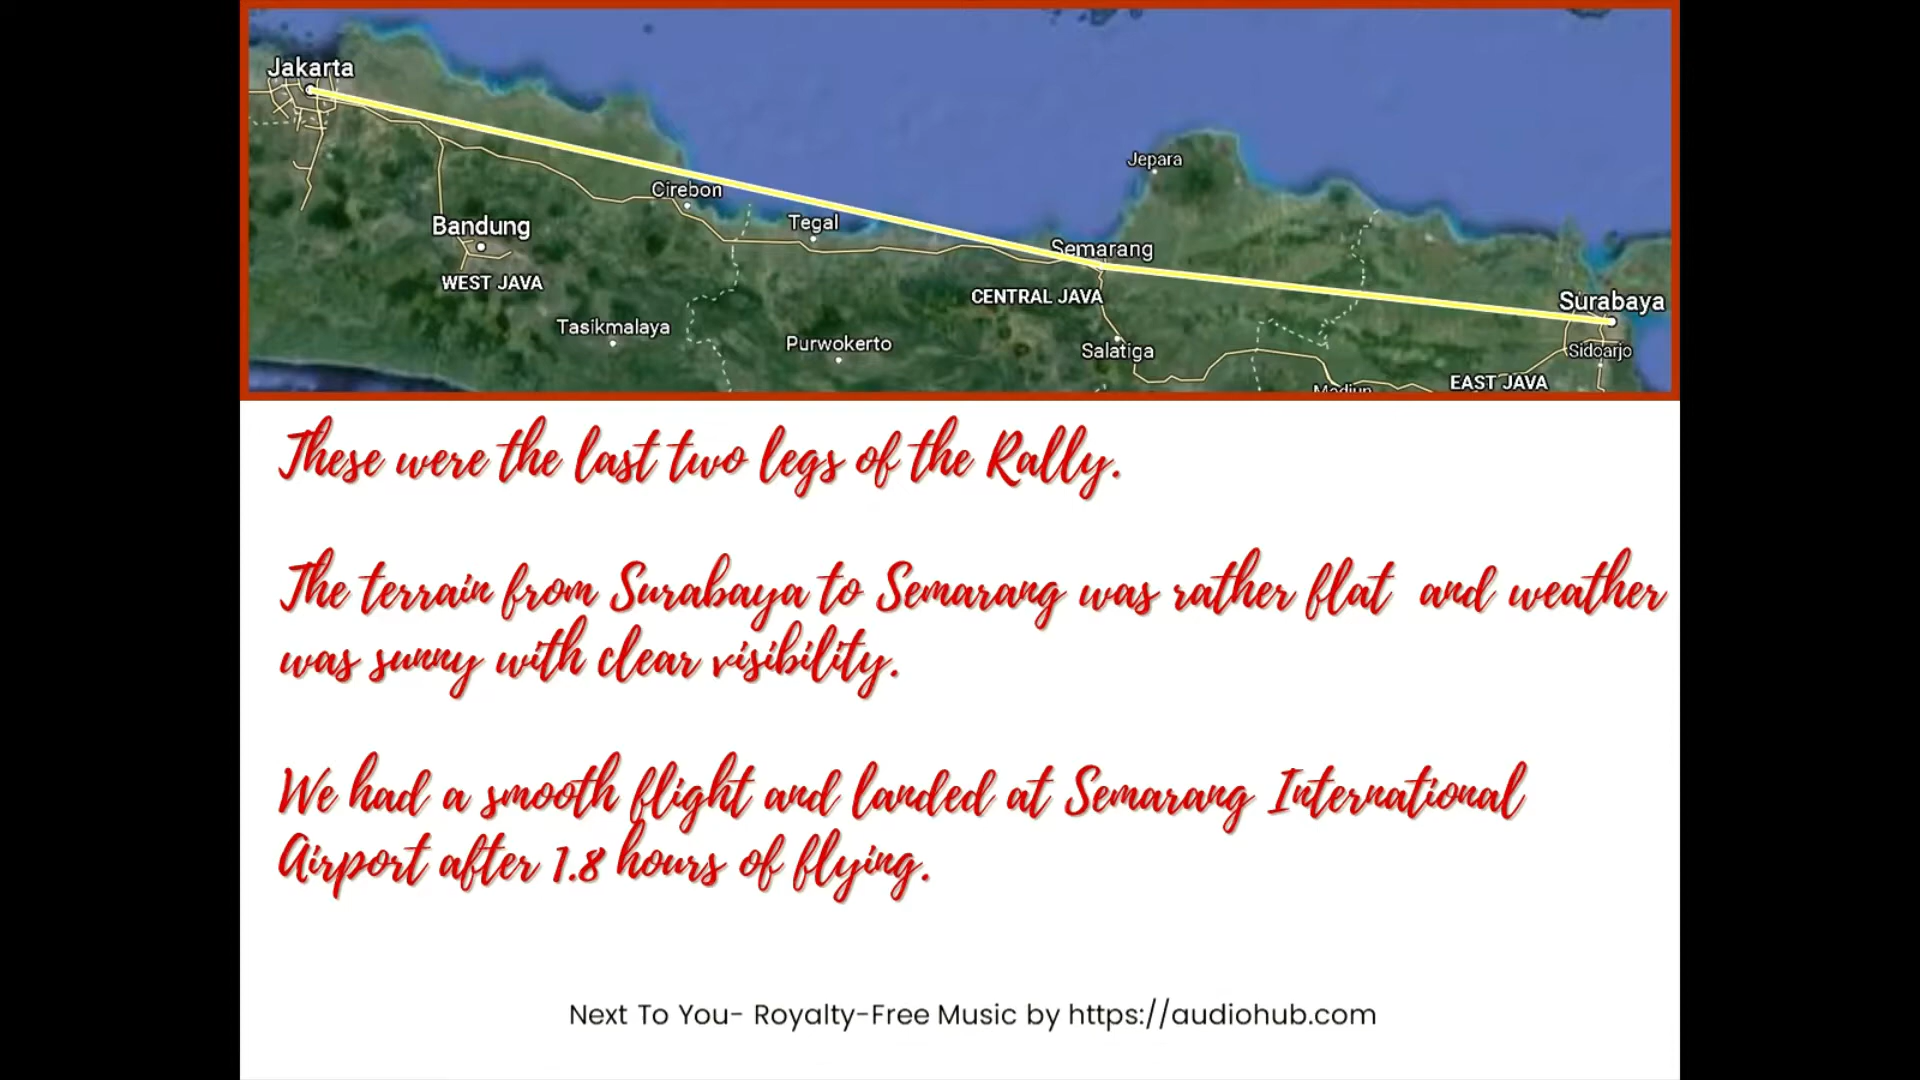 Jakarta
Jepara
Cirebon
Tegal
Bandung
Semarang
WEST JAVA
CENTRAL JAVA
Surabaya
Tasikmalaya
Purwokerto
Salatiga
Sidoarjo
Madiun
EAST JAVA
These were the last two legs of the Rally.
The terrain from Surabaya to Semarang was rather flat and weather
was sunny with clear visibility.
We had a smooth flight and landed at Semarang International
Airport after 1.8 hours of flying.
Next To You- Royalty-Free Music by https://audiohub.com